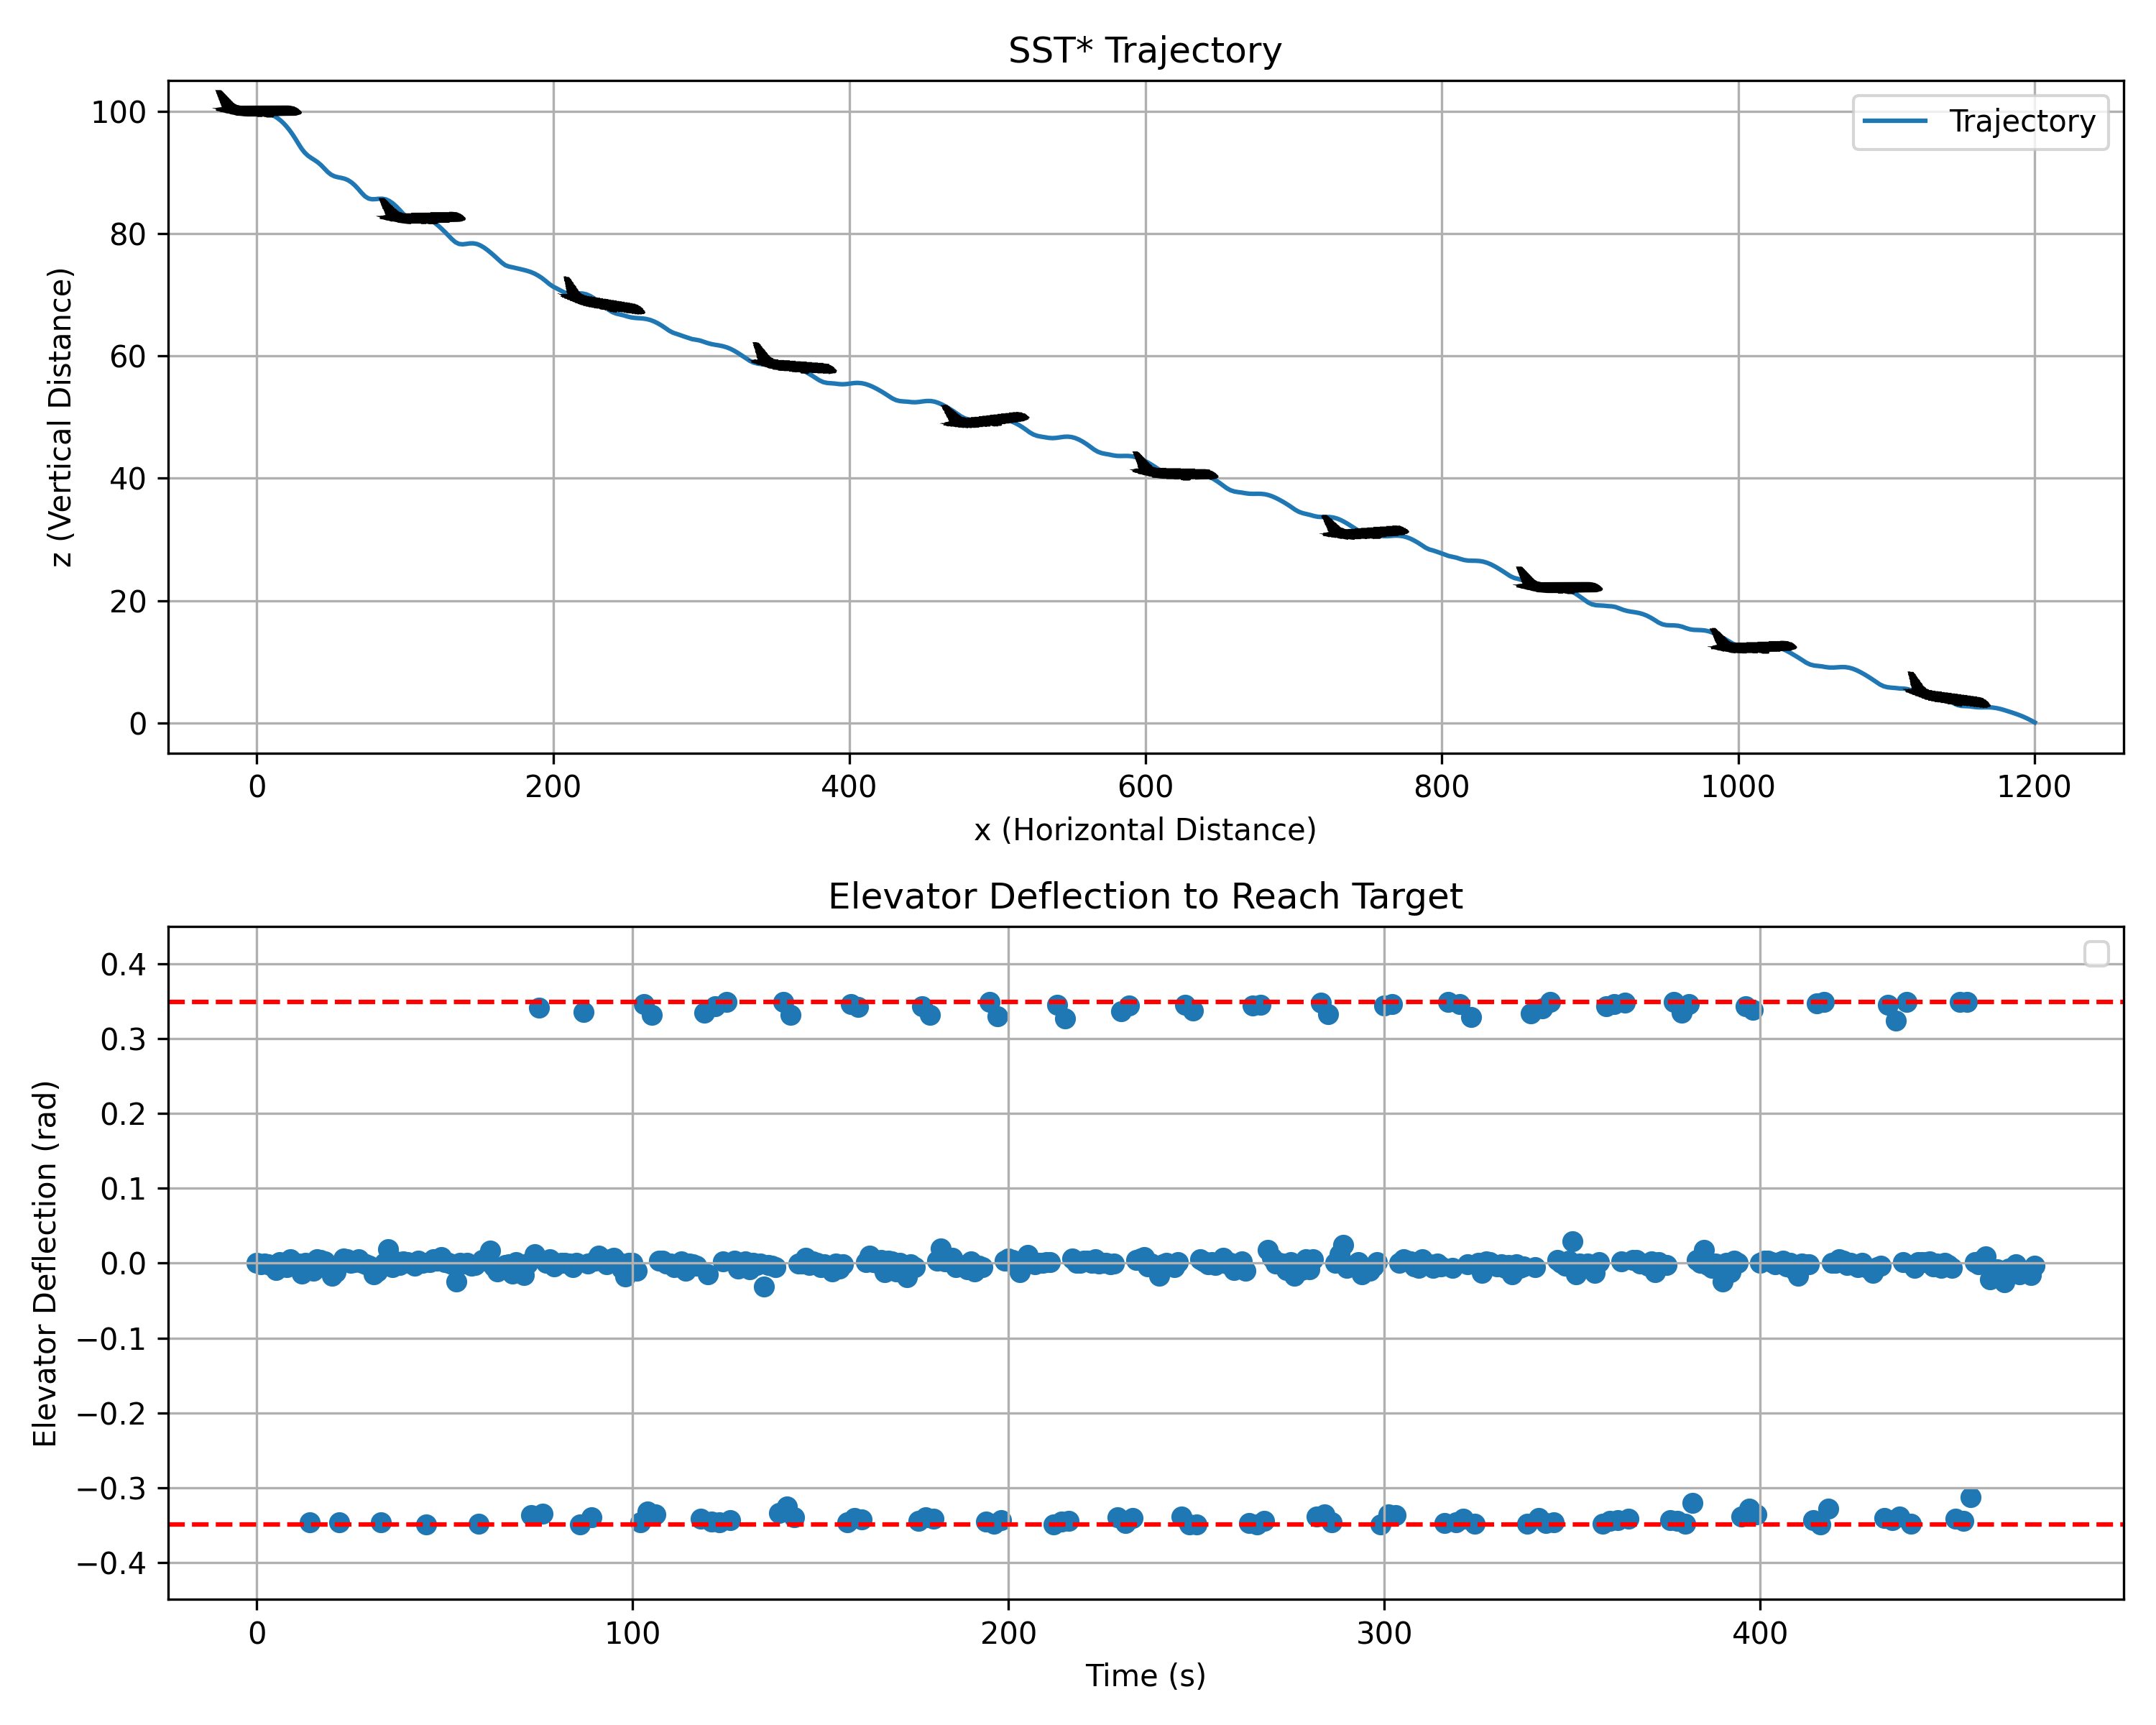 SST* Trajectory
100
80
60
40
20
0
z (Vertical Distance)
Trajectory
0 200 400 600 800 1000 1200
x (Horizontal Distance)
Elevator Deflection to Reach Target
0.4
0.3
0.2
0.1
0.0
−0.1
−0.2
−0.3
−0.4
Elevator Deflection (rad)
0 100 200 300 400
Time (s)